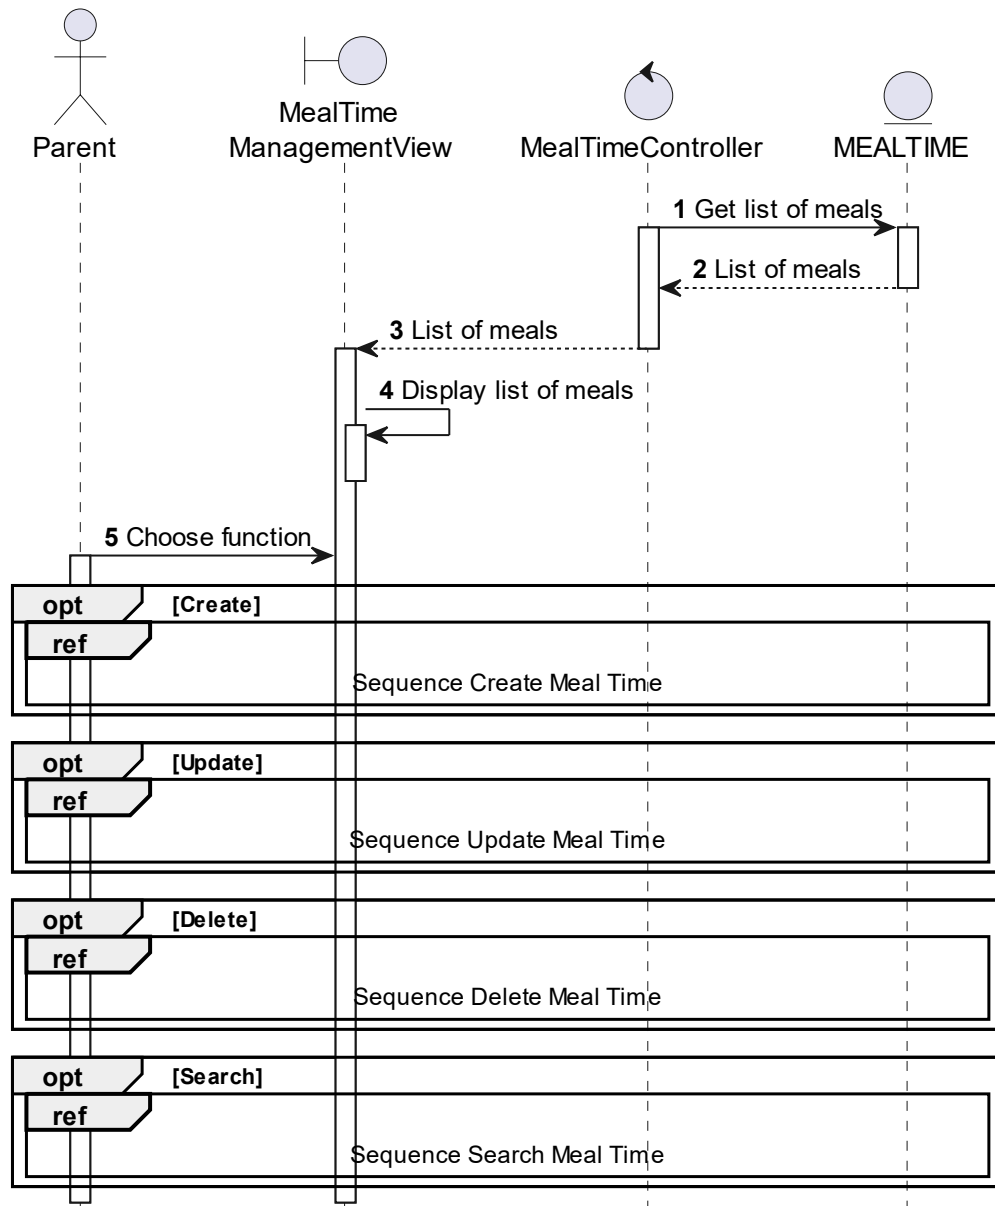 Parent
MealTime
ManagementView
MealTimeController
MEALTIME
1 Get list of meals
2 List of meals
3 List of meals
4 Display list of meals
5 Choose function
opt [Create]
ref
Sequence Create Meal Time
opt [Update]
ref
Sequence Update Meal Time
opt [Delete]
ref
Sequence Delete Meal Time
opt [Search]
ref
Sequence Search Meal Time